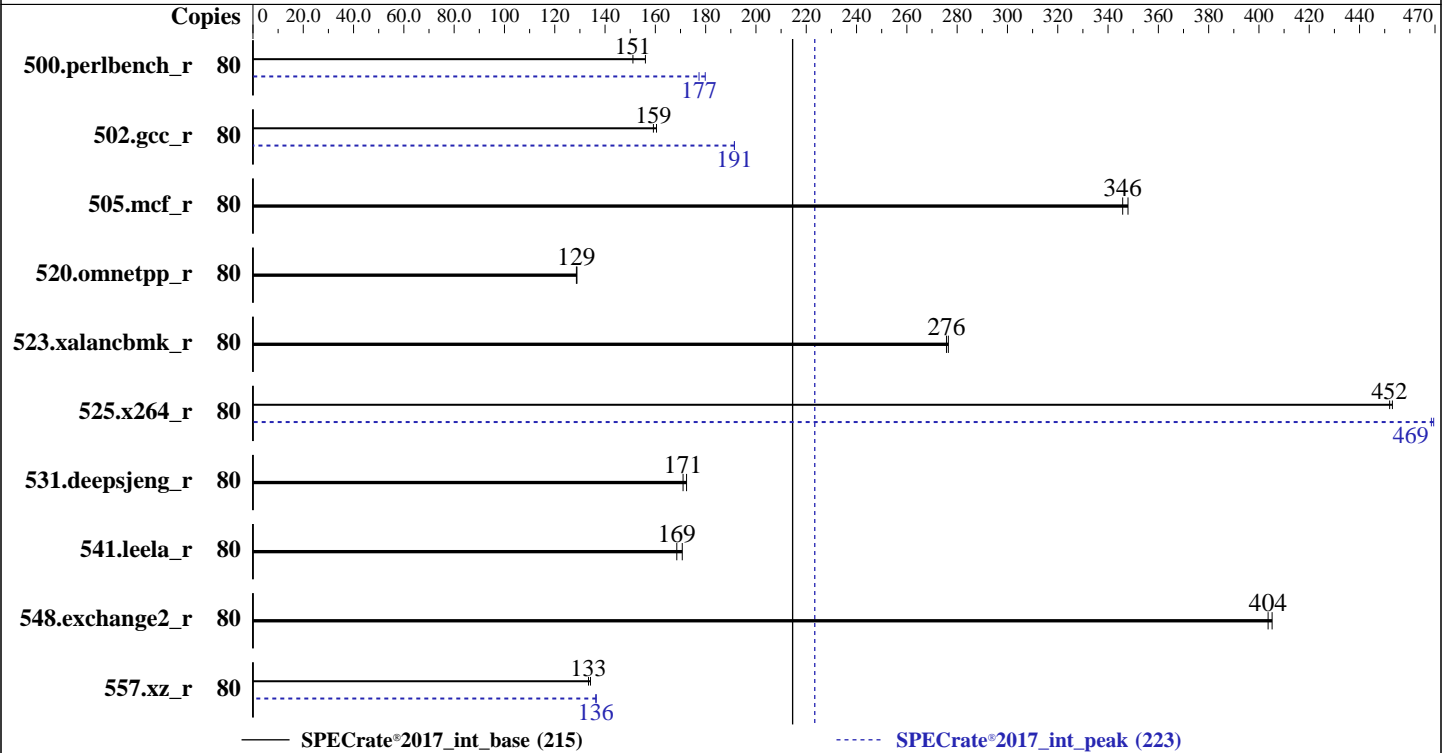 Copies 0 20.0 40.0 60.0 80.0 100 120 140 160 180 200 220 240 260 280 300 320 340 360 380 400 420 440 470
151
500.perlbench_r 80
177
159
502.gcc_r 80
191
346
505.mcf_r 80
129
520.omnetpp_r 80
276
523.xalancbmk_r 80
452
525.x264_r 80
469
171
531.deepsjeng_r 80
169
541.leela_r 80
404
548.exchange2_r 80
133
557.xz_r 80
136
SPECrate®2017_int_base (215) SPECrate®2017_int_peak (223)